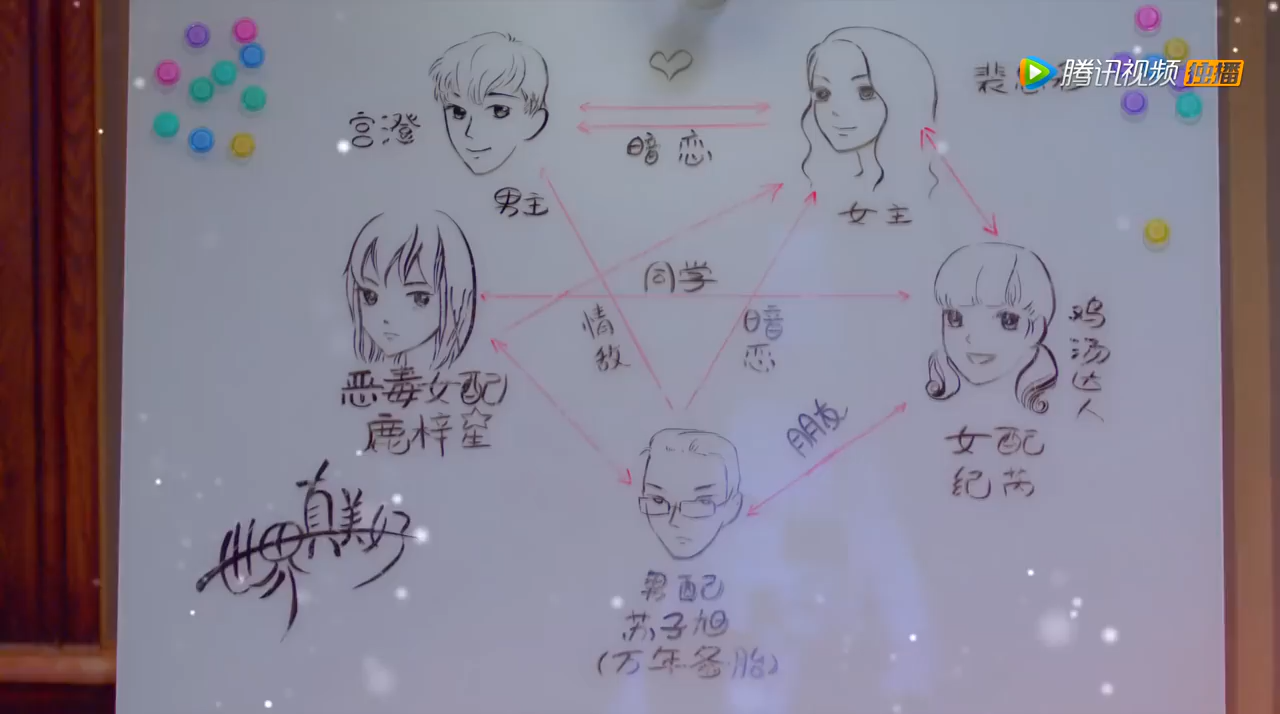 腾讯视频 独播
宫澄
裴
暗恋
男主
女主
同学
情敌
暗恋
鸡汤达人
恶毒女配
鹿梓笙
朋友
女配
纪芮
世界真美好
男配
苏子旭
(万年备胎)